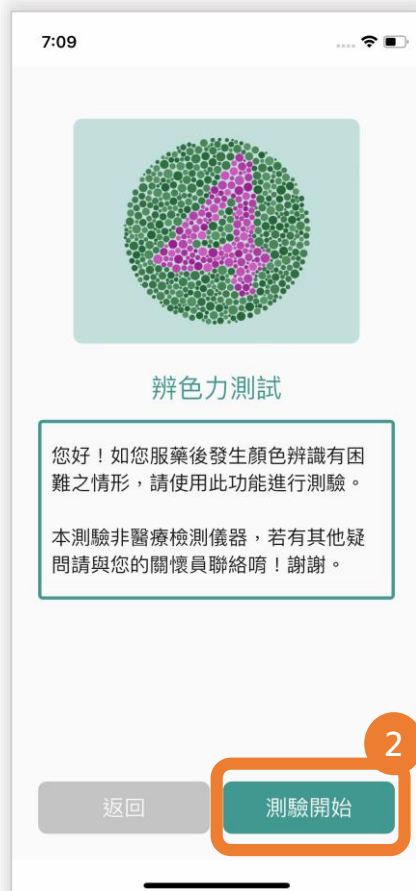 7:09
4
辨色力測試
您好！如您服藥後發生顏色辨識有困
難之情形，請使用此功能進行測驗。
本測驗非醫療檢測儀器，若有其他疑
問請與您的關懷員聯絡唷！謝謝。
2
返回
測驗開始